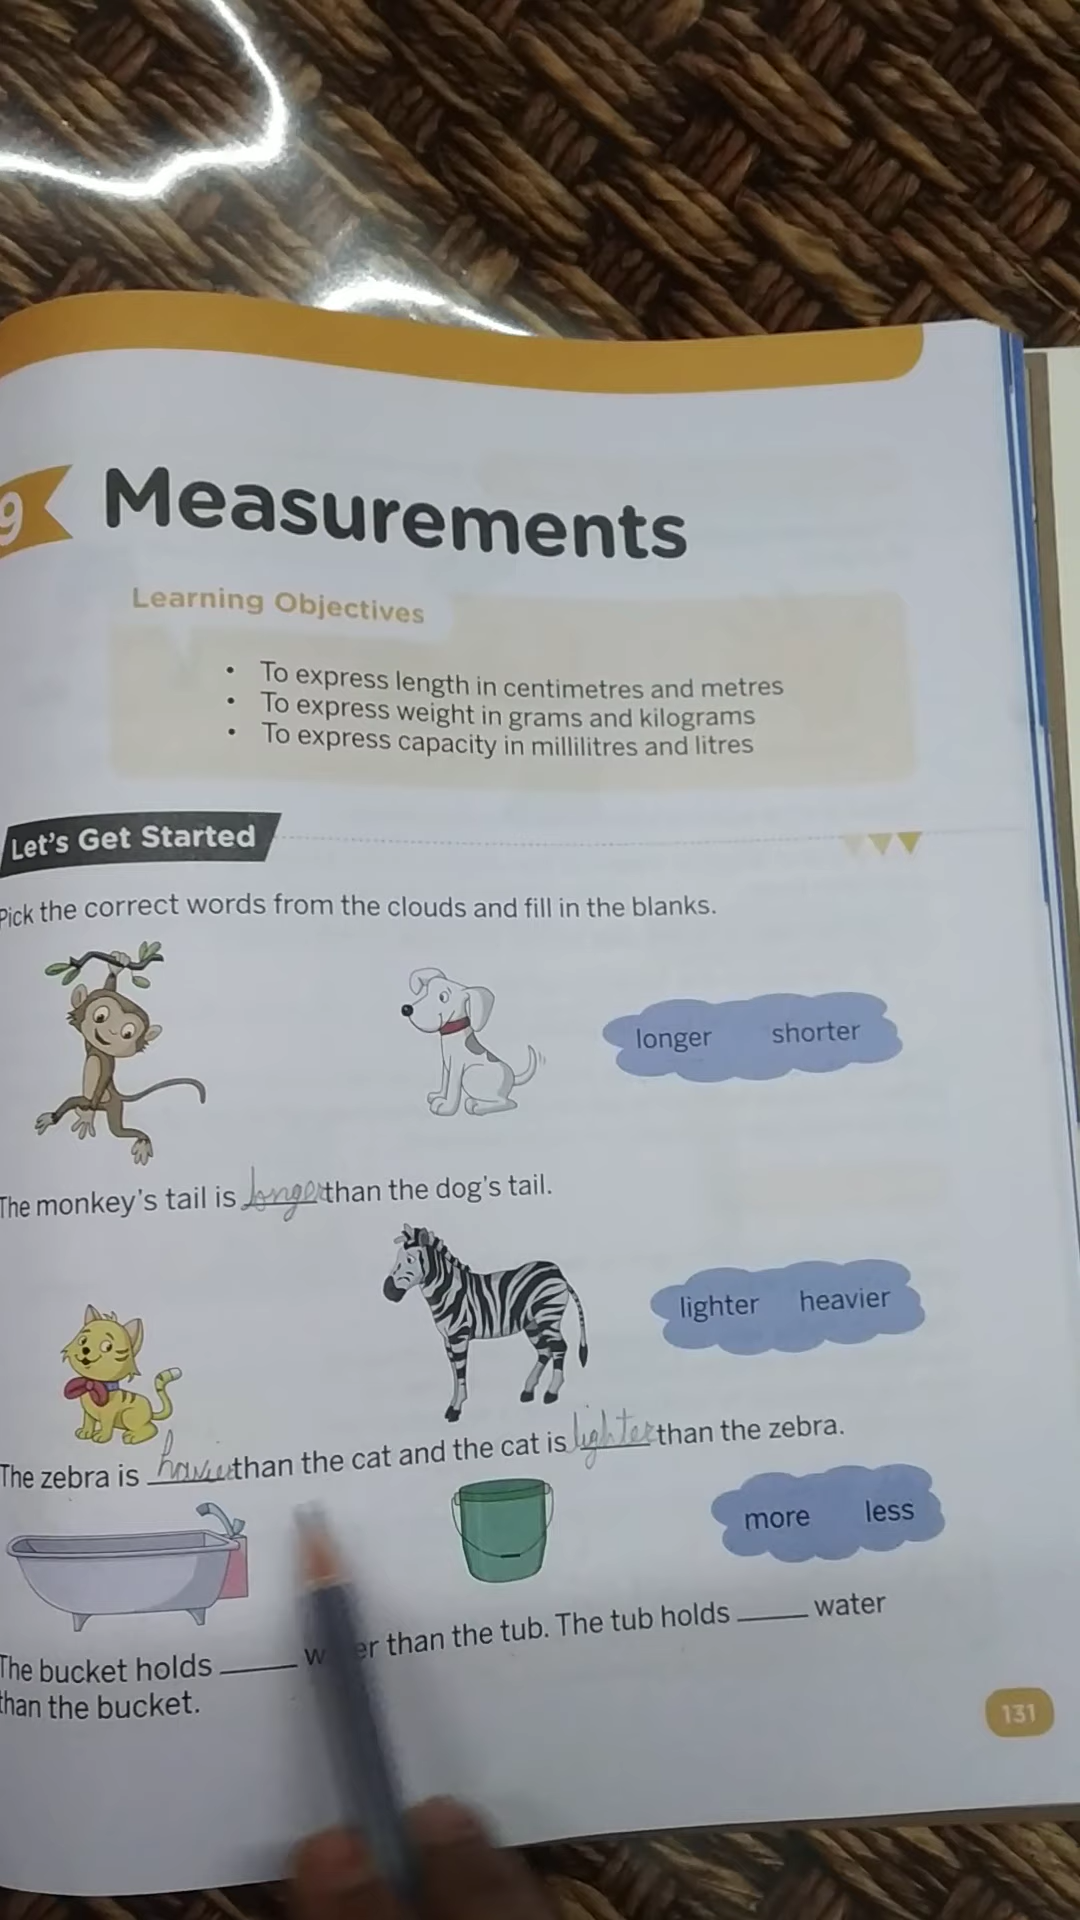 9 Measurements
Learning Objectives
• To express length in centimetres and metres
• To express weight in grams and kilograms
• To express capacity in millilitres and litres
Let's Get Started
Pick the correct words from the clouds and fill in the blanks.
longer shorter
The monkey's tail is longer than the dog's tail.
lighter heavier
The zebra is havier than the cat and the cat is lighter than the zebra.
more less
The bucket holds _____ w er than the tub. The tub holds _____ water
than the bucket.
131